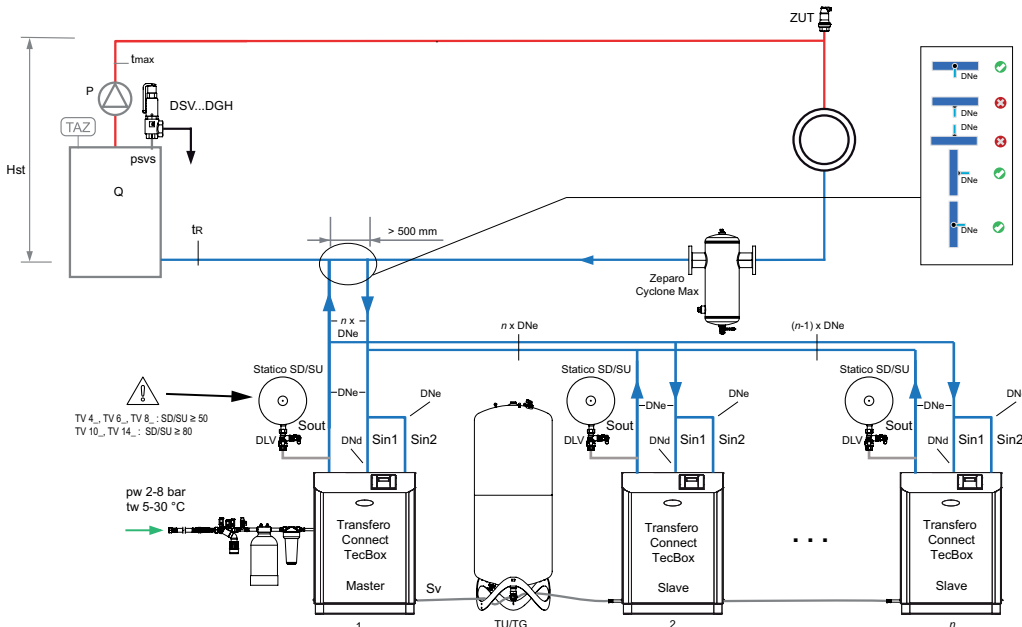 ZUT
tmax
P
DSV...DGH
TAZ
psvs
Hst
Q
tR
> 500 mm
Zeparo
Cyclone Max
DNe
DNe
DNe
DNe
DNe
n x
DNe
n x DNe
(n-1) x DNe
Statico SD/SU
DNe
DNe
Sout
DLV
DNd
Sin1
Sin2
Statico SD/SU
DNe
DNe
Sout
DLV
DNd
Sin1
Sin2
Statico SD/SU
DNe
DNe
Sout
DLV
DNd
Sin1
Sin2
TV 4_, TV 6_, TV 8_ : SD/SU ≥ 50
TV 10_, TV 14_ : SD/SU ≥ 80
pw 2-8 bar
tw 5-30 °C
Transfero
Connect
TecBox
Master
1
Sv
TU/TG
Transfero
Connect
TecBox
Slave
2
. . .
Transfero
Connect
TecBox
Slave
n